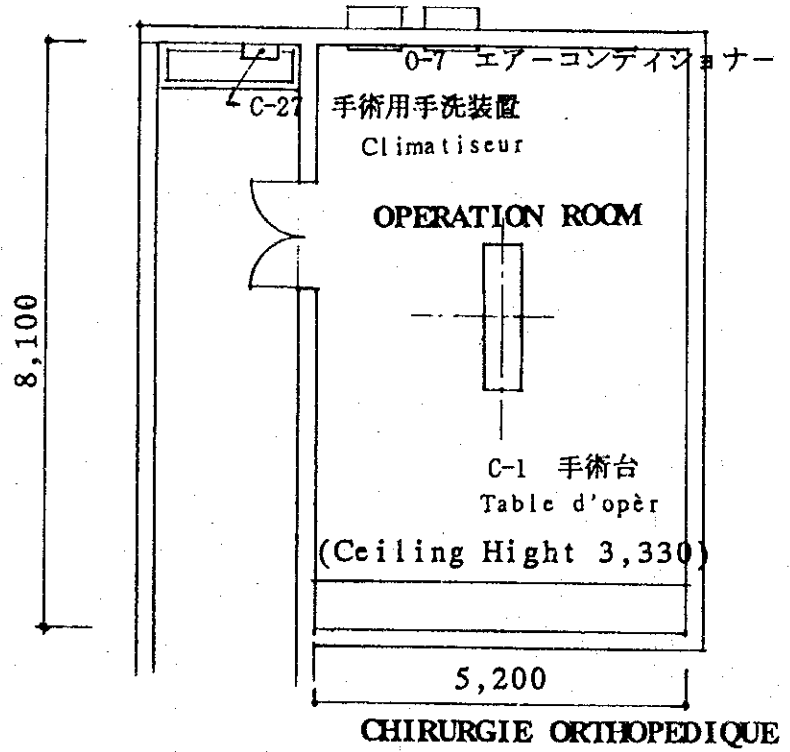 O-7 エアーコンディショナー
C-27 手術用手洗装置
Climatiseur
OPERATION ROOM
8,100
C-1 手術台
Table d'opèr
(Ceiling Hight 3,330)
5,200
CHIRURGIE ORTHOPEDIQUE